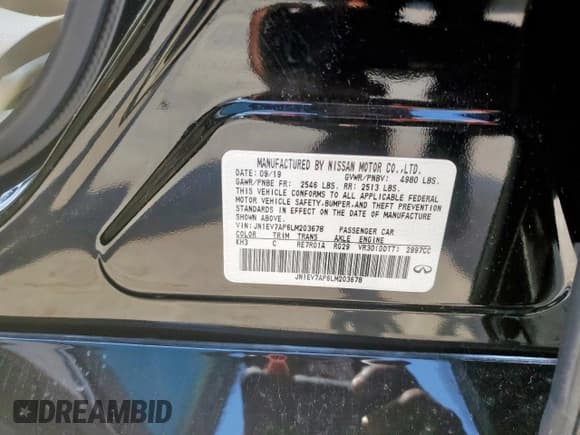 MANUFACTURED BY NISSAN MOTOR CO.,LTD.
DATE: 09/19 GVWR/PNBV: 4980 LBS.
GAWR/PNBE FR: 2546 LBS. RR: 2513 LBS.
THIS VEHICLE CONFORMS TO ALL APPLICABLE FEDERAL
MOTOR VEHICLE SAFETY,BUMPER,AND THEFT PREVENTION
STANDARDS IN EFFECT ON THE DATE OF MANUFACTURE
SHOWN ABOVE.
VIN: JN1EV7AP6LM203678 PASSENGER CAR
COLOR TRIM TRANS AXLE ENGINE
KH3 C RE7R01A RG29 VR30(DDTT) 2997CC
JN1EV7AP6LM203678
DREAMBID